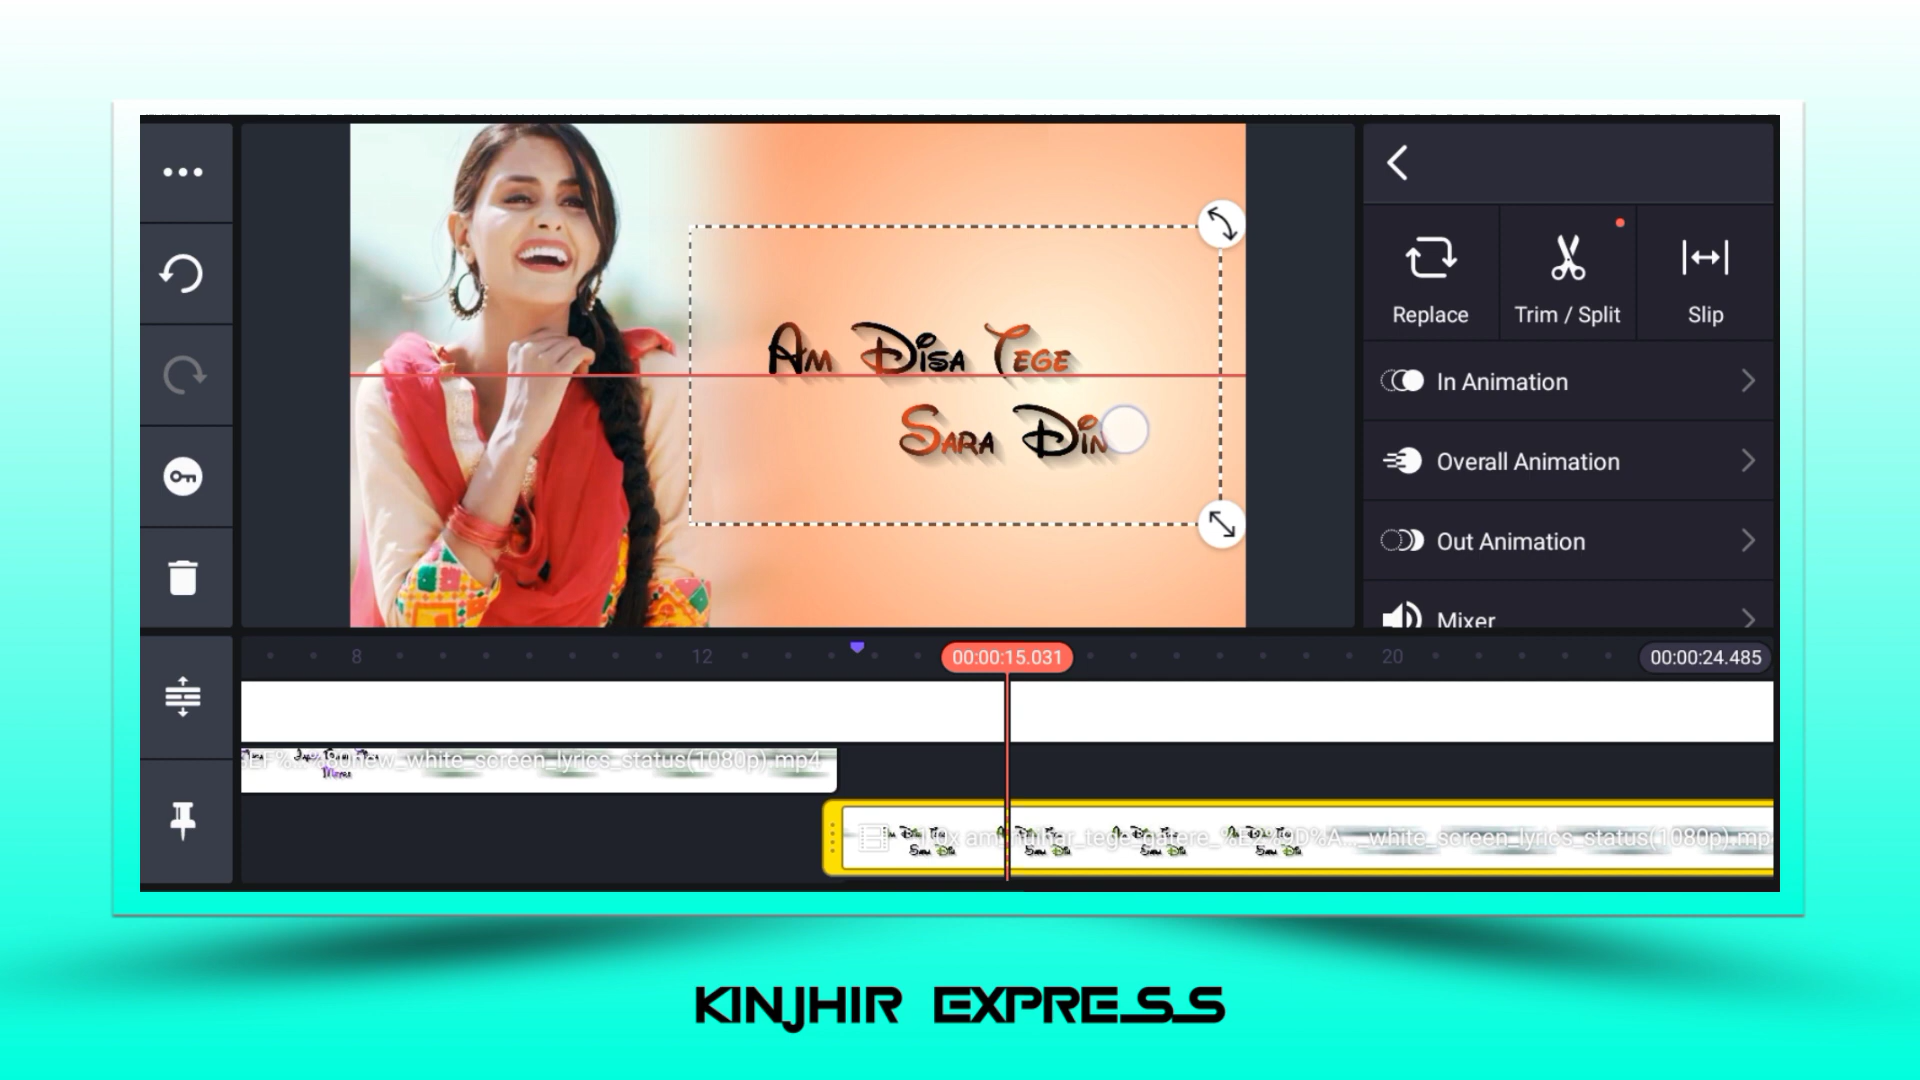 Am Disa Tege
Sara Din
Replace
Trim / Split
Slip
In Animation
Overall Animation
Out Animation
Mixer
8
12
00:00:15.031
20
00:00:24.485
new_white_screen_lyrics_status(1080p).mp4
_white_screen_lyrics_status(1080p).mp
KINJHIR EXPRESS